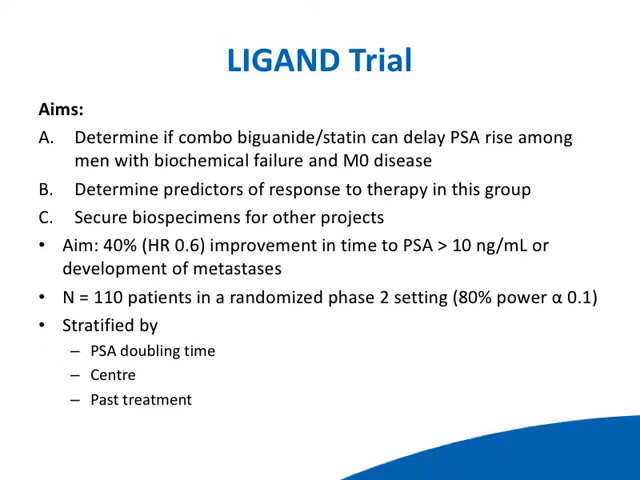 LIGAND Trial
Aims:
A. Determine if combo biguanide/statin can delay PSA rise among
men with biochemical failure and M0 disease
B. Determine predictors of response to therapy in this group
C. Secure biospecimens for other projects
• Aim: 40% (HR 0.6) improvement in time to PSA > 10 ng/mL or
development of metastases
• N = 110 patients in a randomized phase 2 setting (80% power α 0.1)
• Stratified by
– PSA doubling time
– Centre
– Past treatment